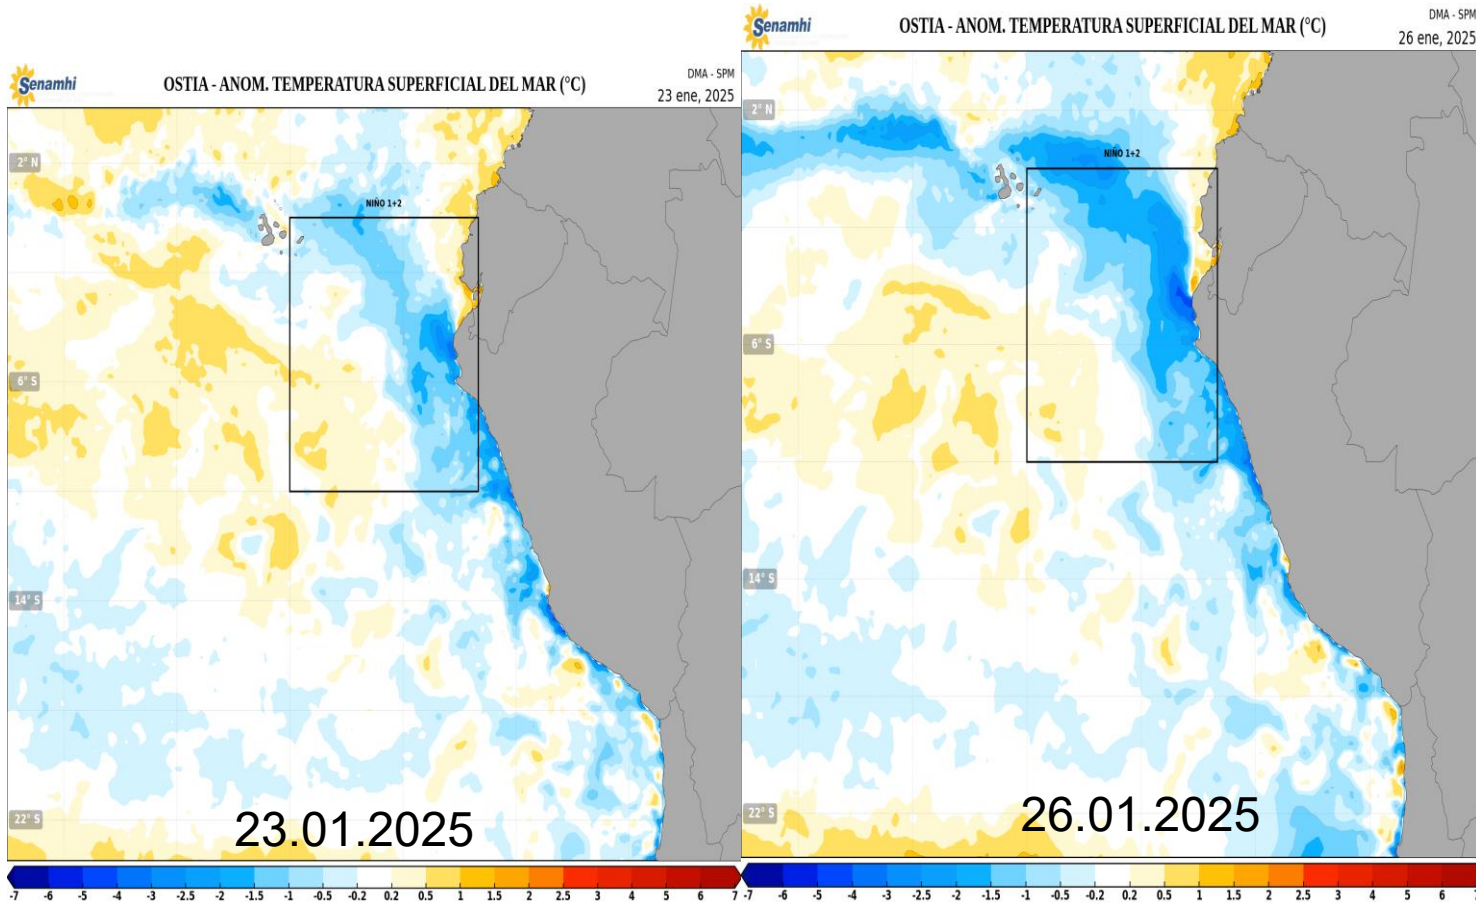 Senamhi
OSTIA - ANOM. TEMPERATURA SUPERFICIAL DEL MAR (°C)
DMA - SPM
23 ene, 2025
2° N
NIÑO 1+2
6° S
14° S
22° S
23.01.2025
-7 -6 -5 -4 -3 -2.5 -2 -1.5 -1 -0.5 -0.2 0.2 0.5 1 1.5 2 2.5 3 4 5 6 7
Senamhi
OSTIA - ANOM. TEMPERATURA SUPERFICIAL DEL MAR (°C)
DMA - SPM
26 ene, 2025
2° N
NIÑO 1+2
6° S
14° S
22° S
26.01.2025
-7 -6 -5 -4 -3 -2.5 -2 -1.5 -1 -0.5 -0.2 0.2 0.5 1 1.5 2 2.5 3 4 5 6